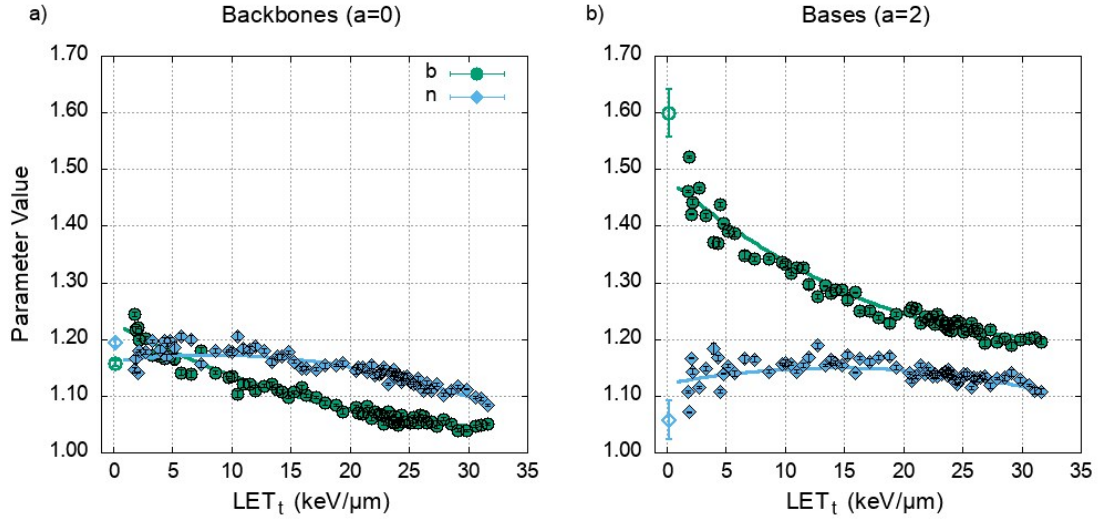 a) Backbones (a=0)
b) Bases (a=2)
1.70
1.60
1.50
1.40
1.30
1.20
1.10
1.00
b
n
Parameter Value
0 5 10 15 20 25 30 35
LETt (keV/µm)
1.70
1.60
1.50
1.40
1.30
1.20
1.10
1.00
0 5 10 15 20 25 30 35
LETt (keV/µm)